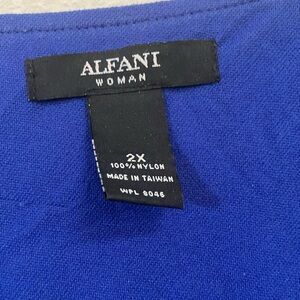 ALFANI
WOMAN
2X
100% NYLON
MADE IN TAIWAN
WPL 8046